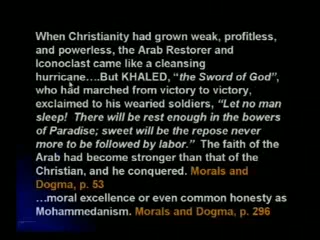 When Christianity had grown weak, profitless,
and powerless, the Arab Restorer and
Iconoclast came like a cleansing
hurricane….But KHALED, “the Sword of God”,
who had marched from victory to victory,
exclaimed to his wearied soldiers, “Let no man
sleep!  There will be rest enough in the bowers
of Paradise; sweet will be the repose never
more to be followed by labor.”  The faith of the
Arab had become stronger than that of the
Christian, and he conquered. Morals and
Dogma, p. 53
…moral excellence or even common honesty as
Mohammedanism. Morals and Dogma, p. 296